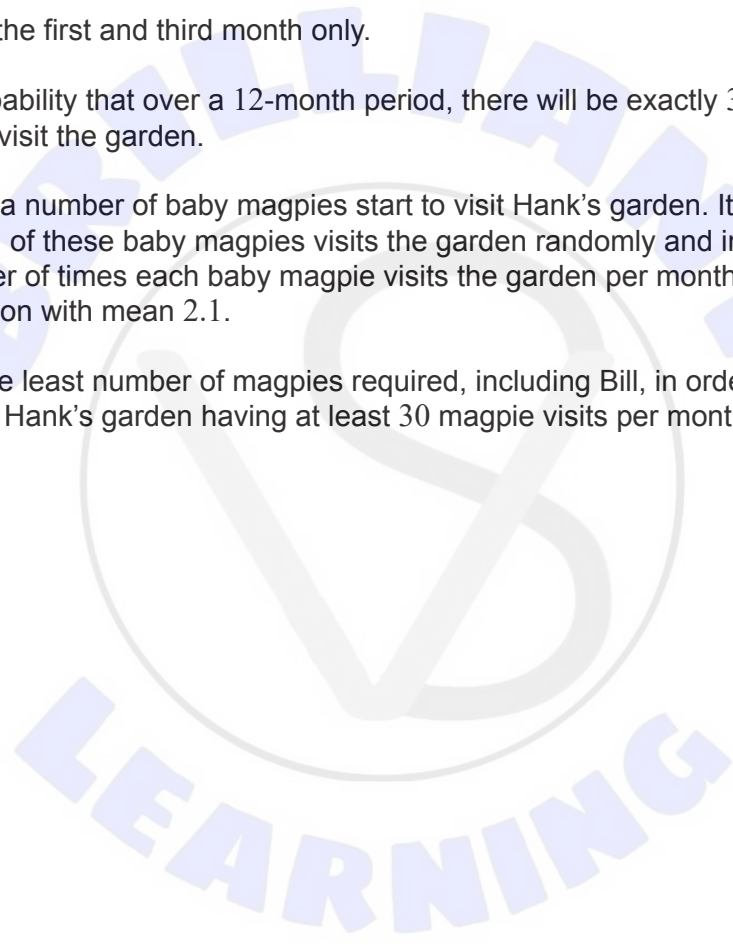 the first and third month only.
bability that over a 12-month period, there will be exactly 3
visit the garden.
a number of baby magpies start to visit Hank’s garden. It
of these baby magpies visits the garden randomly and in
er of times each baby magpie visits the garden per month
on with mean 2.1.
e least number of magpies required, including Bill, in orde
Hank’s garden having at least 30 magpie visits per mont
BRILLIANT
VS
LEARNING